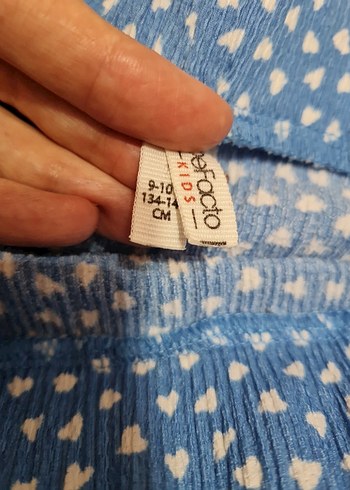 9-10
134-14
CM
eFacto
KIDS